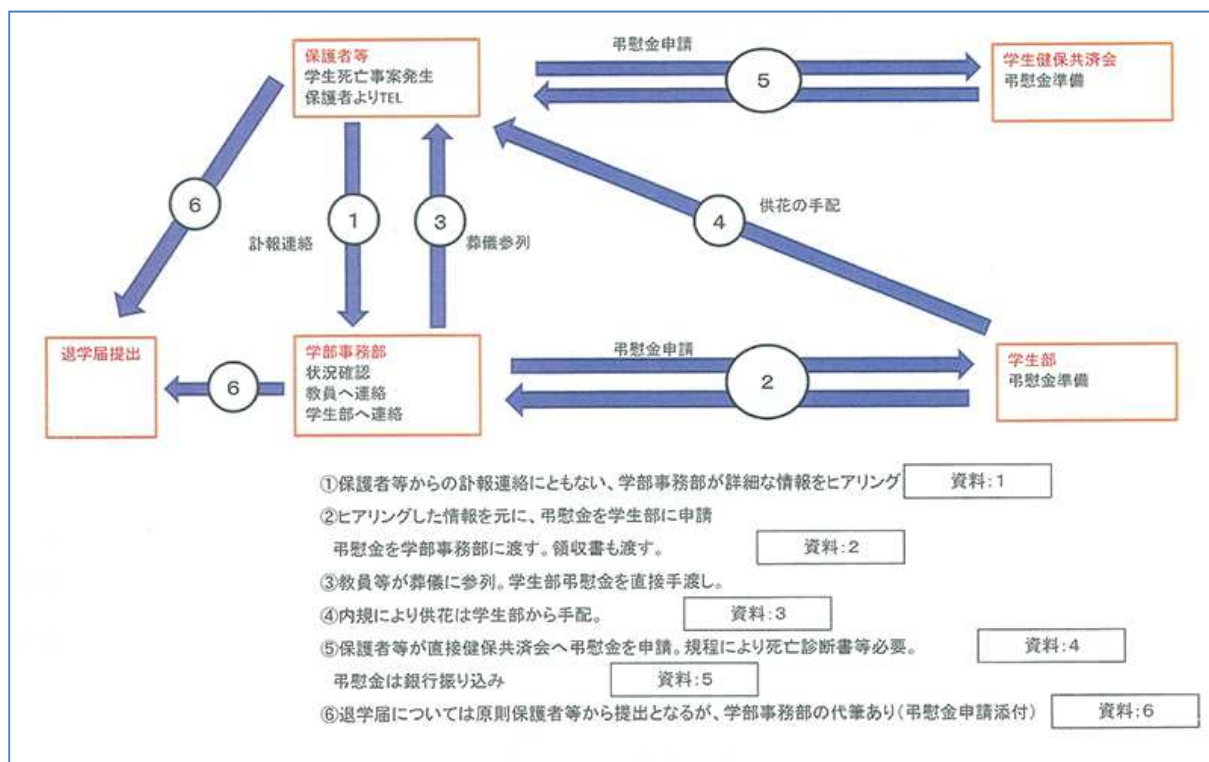 保護者等
学生死亡事案発生
保護者よりTEL
弔慰金申請
5
学生健保共済会
弔慰金準備
6
1
訃報連絡
3
葬儀参列
4
供花の手配
退学届提出
6
学部事務部
状況確認
教員へ連絡
学生部へ連絡
弔慰金申請
2
学生部
弔慰金準備
①保護者等からの訃報連絡にともない、学部事務部が詳細な情報をヒアリング 資料:1
②ヒアリングした情報を元に、弔慰金を学生部に申請
弔慰金を学部事務部に渡す。領収書も渡す。 資料:2
③教員等が葬儀に参列。学生部弔慰金を直接手渡し。
④内規により供花は学生部から手配。 資料:3
⑤保護者等が直接健保共済会へ弔慰金を申請。規程により死亡診断書等必要。 資料:4
弔慰金は銀行振り込み 資料:5
⑥退学届については原則保護者等から提出となるが、学部事務部の代筆あり(弔慰金申請添付) 資料:6